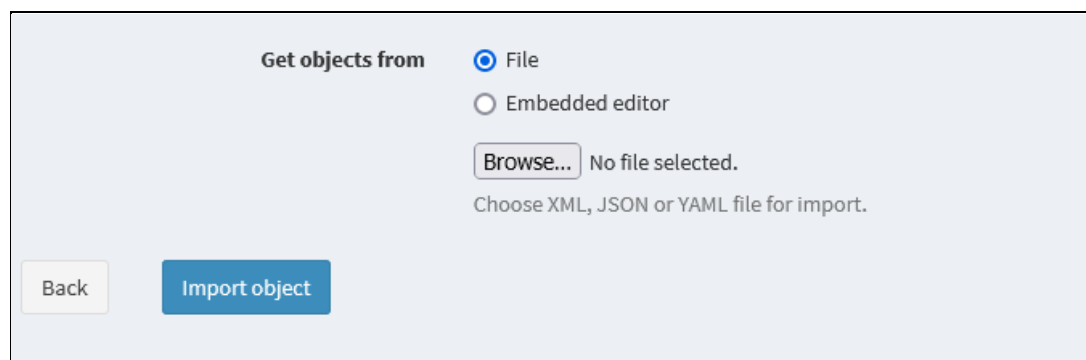 Get objects from File
Embedded editor
Browse... No file selected.
Choose XML, JSON or YAML file for import.
Back Import object